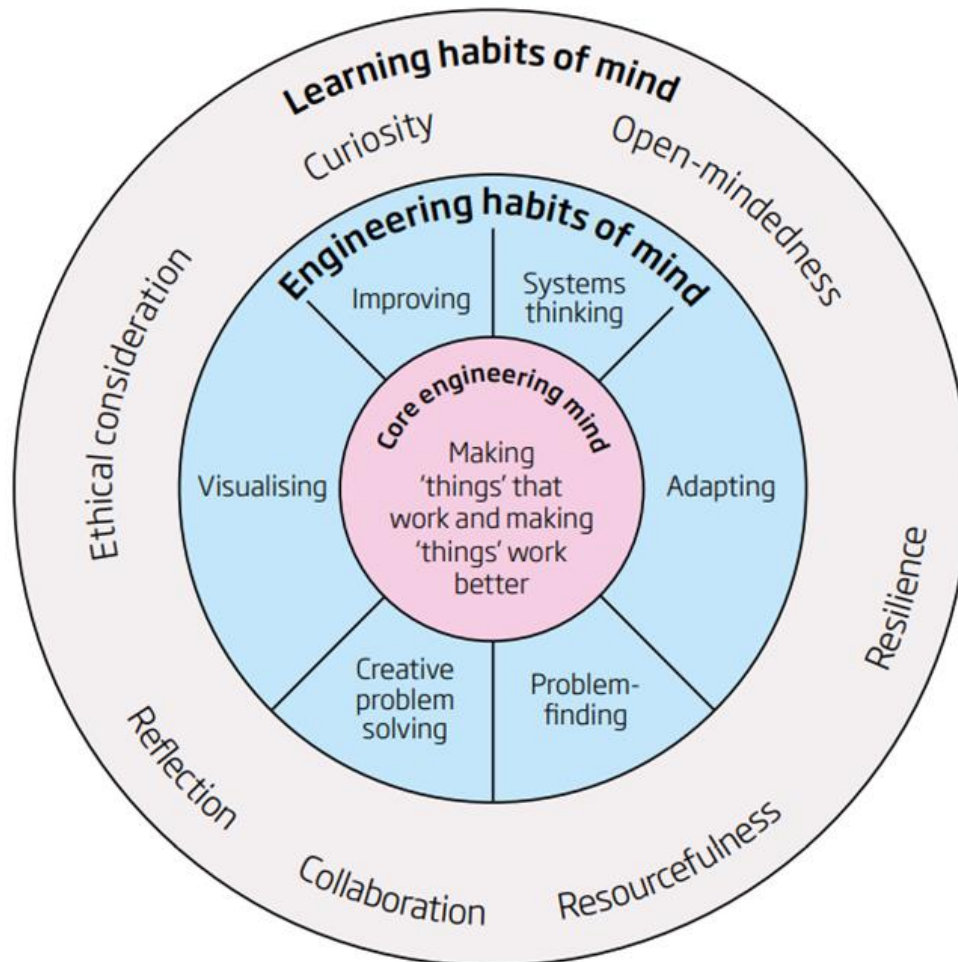 Learning habits of mind
Curiosity
Open-mindedness
Ethical consideration
Resilience
Reflection
Collaboration
Resourcefulness
Engineering habits of mind
Improving
Systems
thinking
Visualising
Adapting
Creative
problem
solving
Problem-
finding
Core engineering mind
Making
‘things’ that
work and making
‘things’ work
better